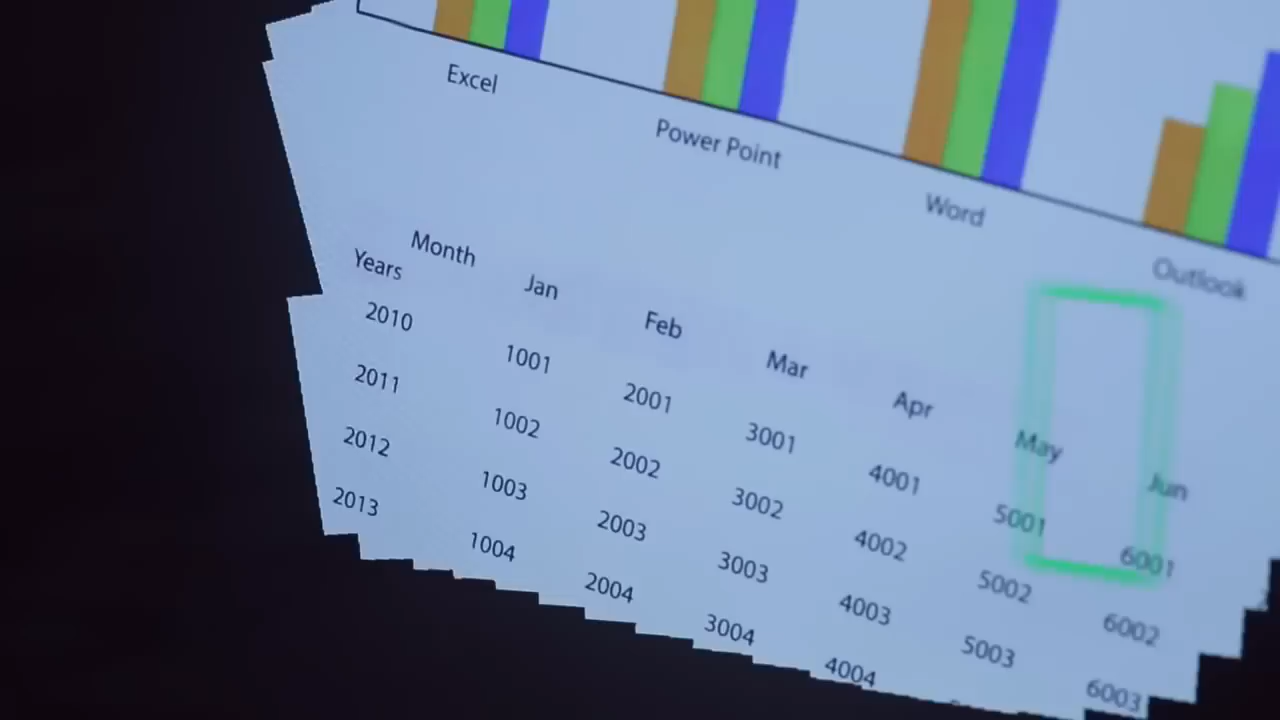 Excel Power Point Word Outlook
Month Jan Feb Mar Apr May Jun
Years
2010 1001 2001 3001 4001 5001 6001
2011 1002 2002 3002 4002 5002 6002
2012 1003 2003 3003 4003 5003 6003
2013 1004 2004 3004 4004